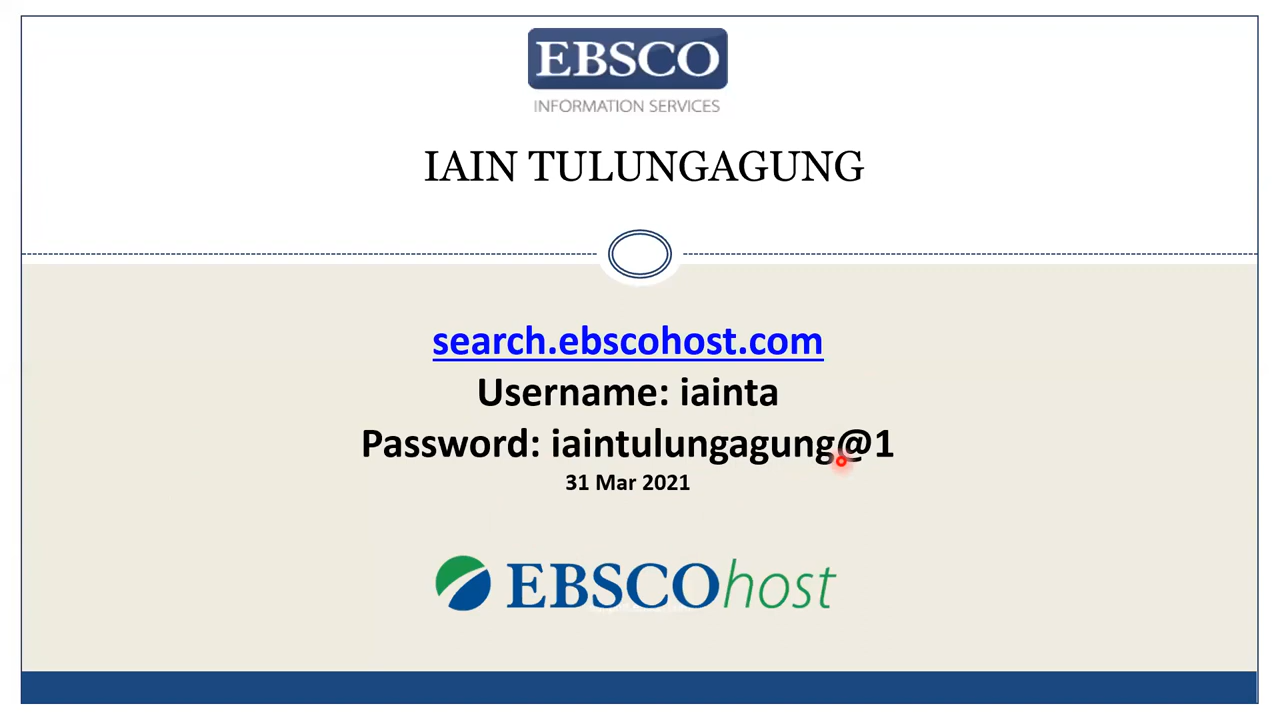 EBSCO
INFORMATION SERVICES
IAIN TULUNGAGUNG
search.ebscohost.com
Username: iainta
Password: iaintulungagung@1
31 Mar 2021
EBSCOhost